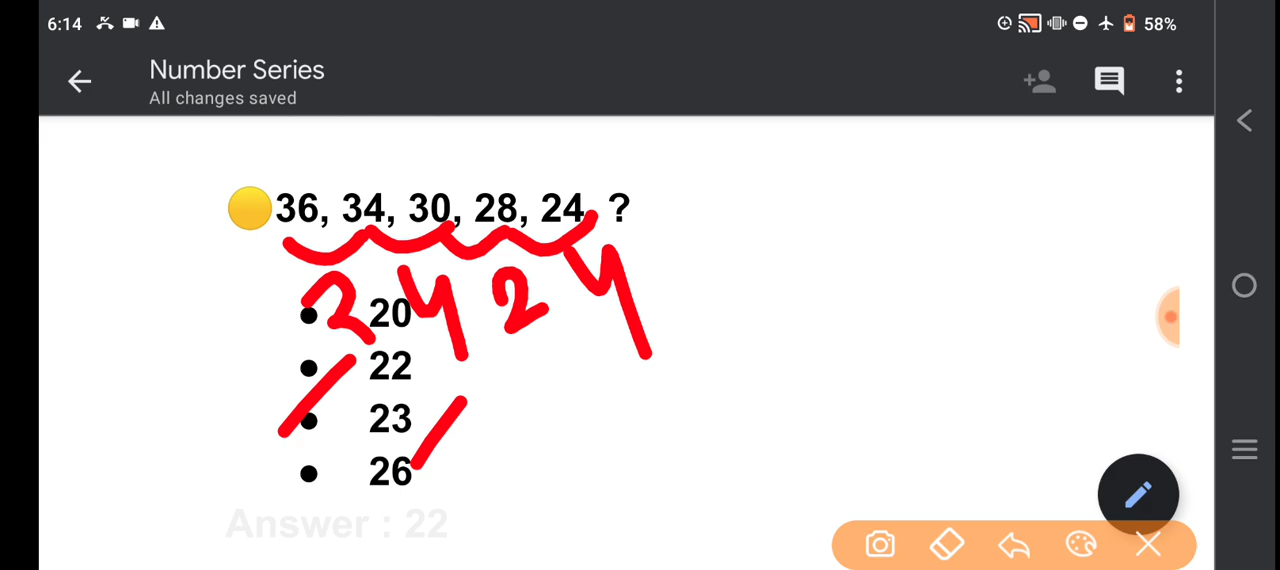 6:14 58%
Number Series
All changes saved
36, 34, 30, 28, 24, ?
2 4 2 4
20
22
23
26
Answer : 22